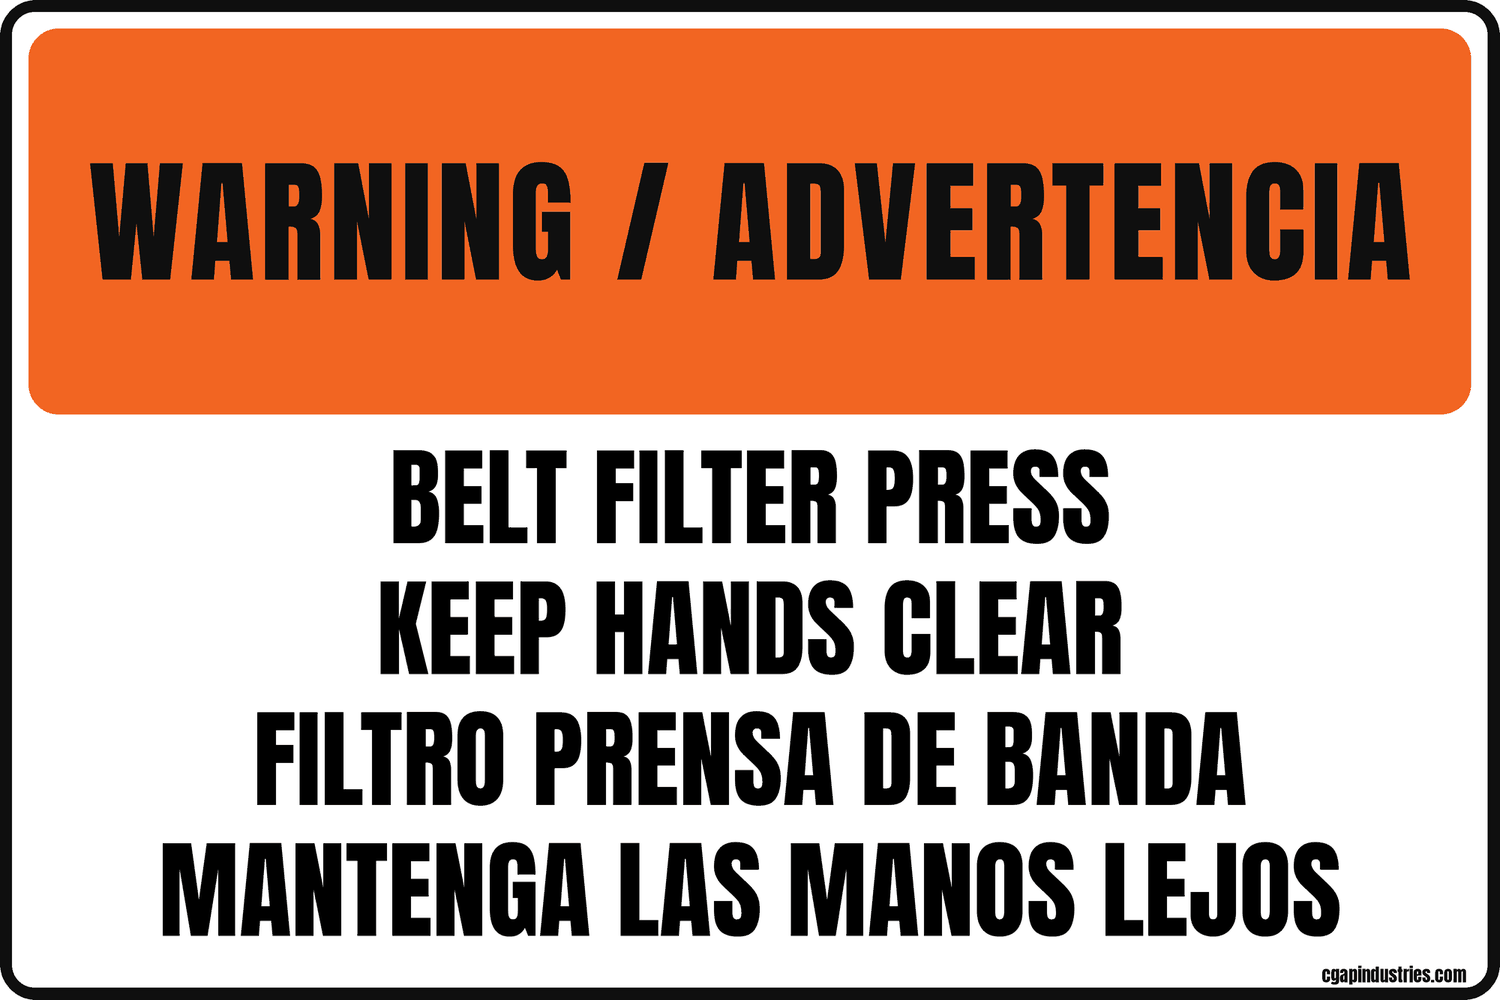 WARNING / ADVERTENCIA
BELT FILTER PRESS
KEEP HANDS CLEAR
FILTRO PRENSA DE BANDA
MANTENGA LAS MANOS LEJOS
cgapindustries.com